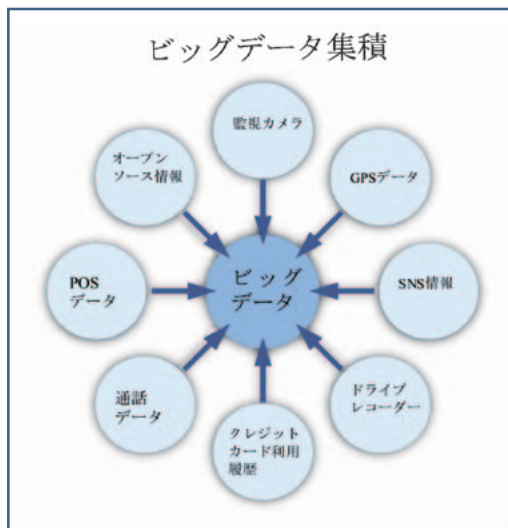 ビッグデータ集積
監視カメラ
オープン
ソース情報
GPSデータ
POS
データ
ビッグ
データ
SNS情報
通話
データ
ドライブ
レコーダー
クレジット
カード利用
履歴